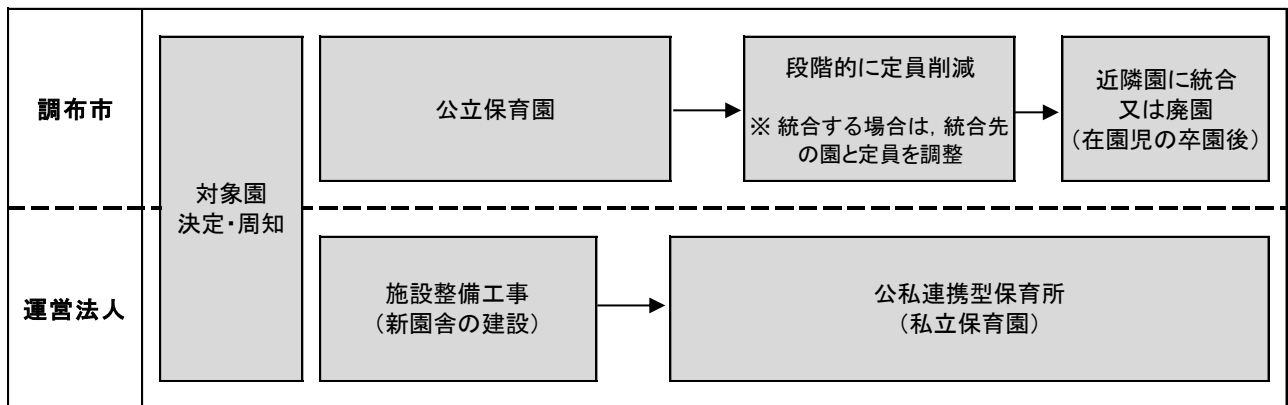 調布市
対象園
決定・周知
公立保育園
段階的に定員削減
※ 統合する場合は，統合先
の園と定員を調整
近隣園に統合
又は廃園
（在園児の卒園後）
運営法人
施設整備工事
（新園舎の建設）
公私連携型保育所
（私立保育園）